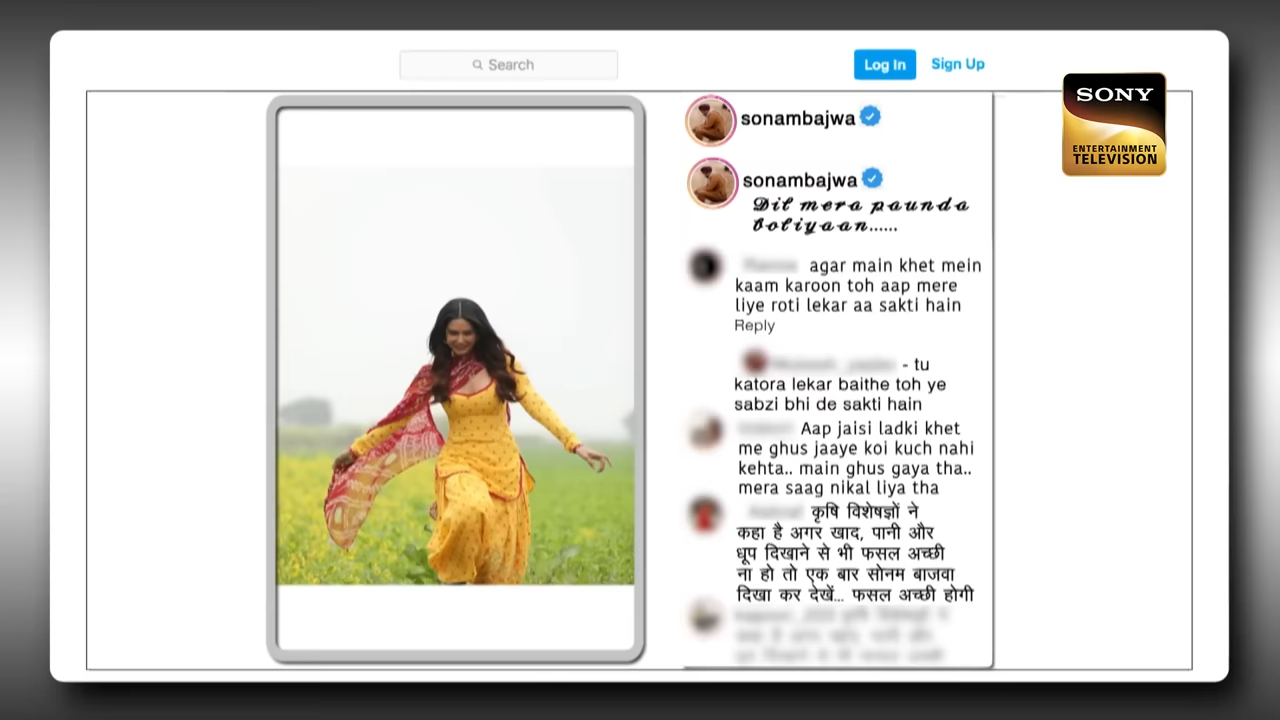 Search
Log In
Sign Up
SONY
ENTERTAINMENT
TELEVISION
sonambajwa
sonambajwa
Dil mera paunda
boliyaan......
agar main khet mein
kaam karoon toh aap mere
liye roti lekar aa sakti hain
Reply
- tu
katora lekar baithe toh ye
sabzi bhi de sakti hain
Aap jaisi ladki khet
me ghus jaaye koi kuch nahi
kehta.. main ghus gaya tha..
mera saag nikal liya tha
कृषि विशेषज्ञों ने
कहा है अगर खाद, पानी और
धूप दिखाने से भी फसल अच्छी
ना हो तो एक बार सोनम बाजवा
दिखा कर देखें... फसल अच्छी होगी